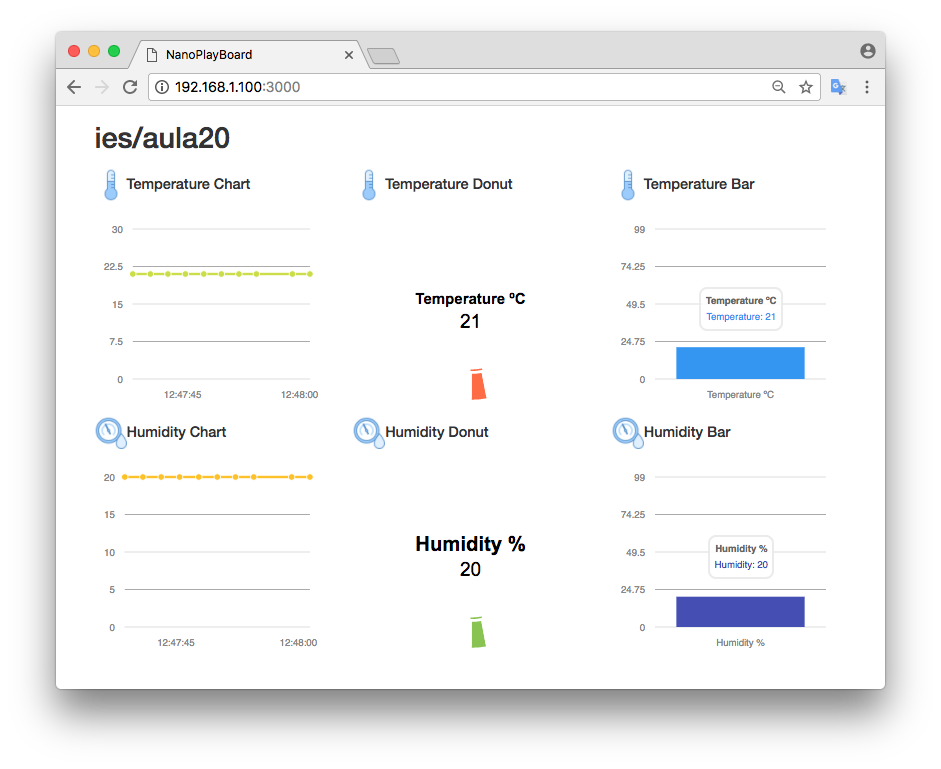 NanoPlayBoard
192.168.1.100:3000
ies/aula20
Temperature Chart
30
22.5
15
7.5
0
12:47:45 12:48:00
Temperature Donut
Temperature ºC
21
Temperature Bar
99
74.25
49.5
24.75
0
Temperature ºC
Temperature: 21
Temperature ºC
Humidity Chart
20
15
10
5
0
12:47:45 12:48:00
Humidity Donut
Humidity %
20
Humidity Bar
99
74.25
49.5
24.75
0
Humidity %
Humidity: 20
Humidity %